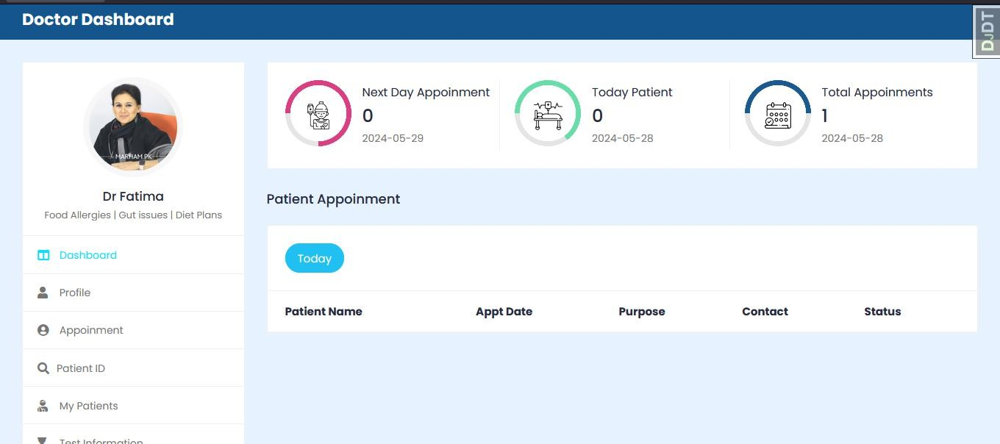 Doctor Dashboard
DJDT
MARHAM.PK
Dr Fatima
Food Allergies | Gut issues | Diet Plans
Dashboard
Profile
Appoinment
Patient ID
My Patients
Test Information
Next Day Appoinment
0
2024-05-29
Today Patient
0
2024-05-28
Total Appointments
1
2024-05-28
Patient Appoinment
Today
Patient Name Appt Date Purpose Contact Status